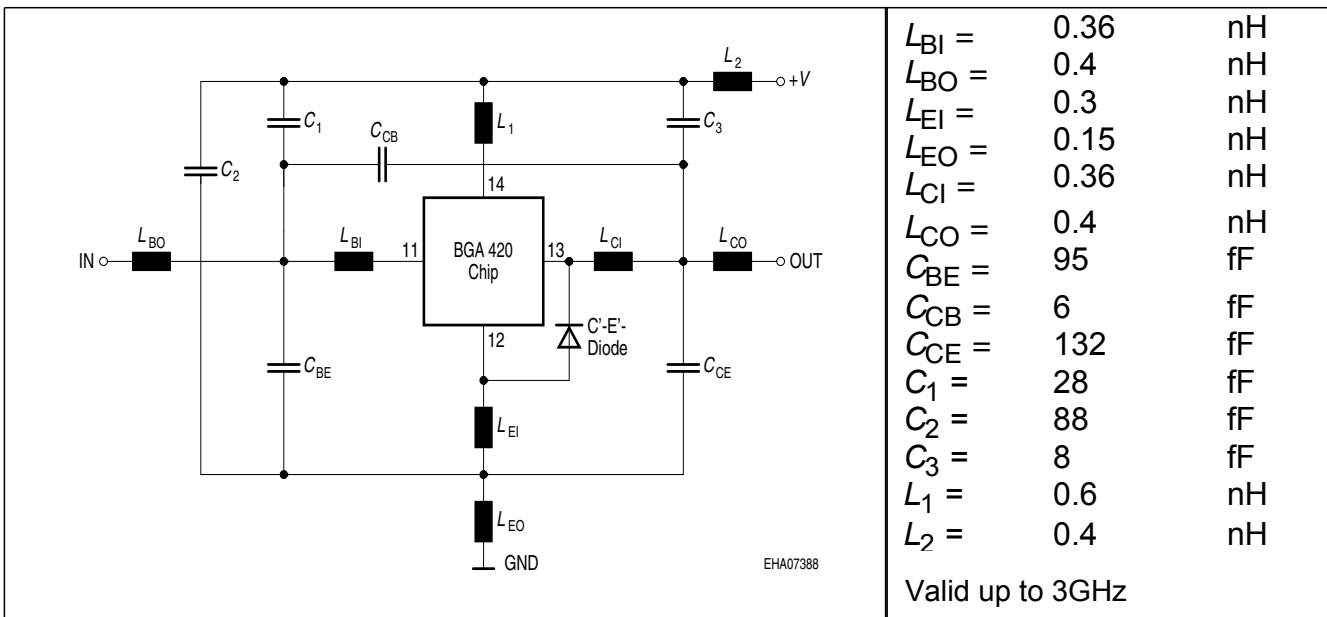 L2
+V
C1
L1
C3
CCB
C2
14
LBO
LBI
LCI
LCO
IN
11
BGA 420
Chip
13
OUT
12
C'-E'-
Diode
CBE
CCE
LEI
LEO
GND
EHA07388
LBI = 0.36 nH
LBO = 0.4 nH
LEI = 0.3 nH
LEO = 0.15 nH
LCI = 0.36 nH
LCO = 0.4 nH
CBE = 95 fF
CCB = 6 fF
CCE = 132 fF
C1 = 28 fF
C2 = 88 fF
C3 = 8 fF
L1 = 0.6 nH
L2 = 0.4 nH
Valid up to 3GHz